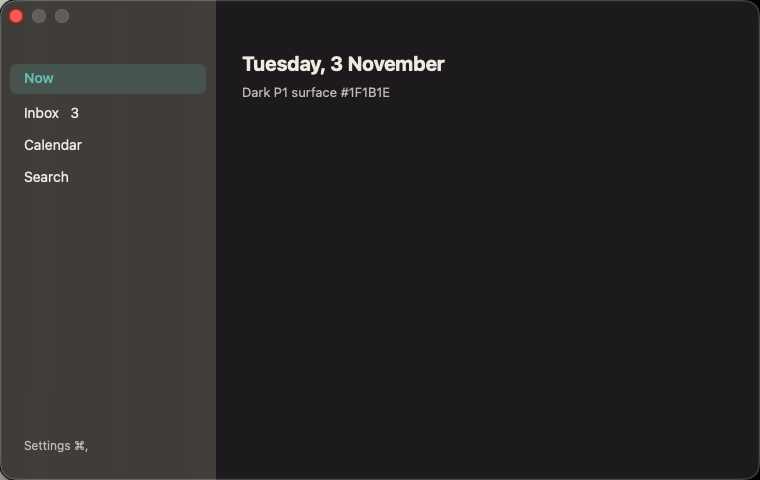 Now
Inbox 3
Calendar
Search
Settings ⌘,
Tuesday, 3 November
Dark P1 surface #1F1B1E